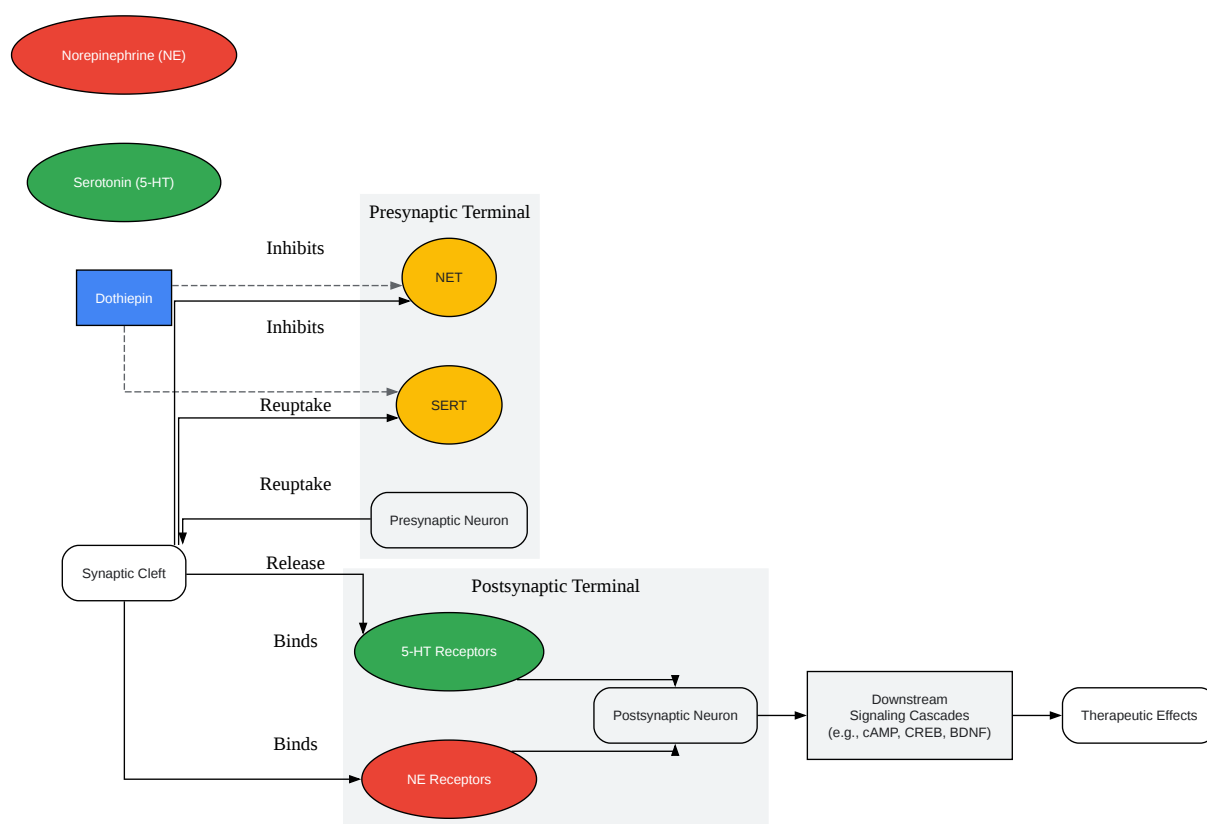 Norepinephrine (NE)
Serotonin (5-HT)
Presynaptic Terminal
Inhibits
NET
Dothiepin
Inhibits
SERT
Reuptake
Reuptake
Presynaptic Neuron
Release
Synaptic Cleft
Postsynaptic Terminal
Binds
5-HT Receptors
Postsynaptic Neuron
Downstream
Signaling Cascades
(e.g., cAMP, CREB, BDNF)
Therapeutic Effects
Binds
NE Receptors